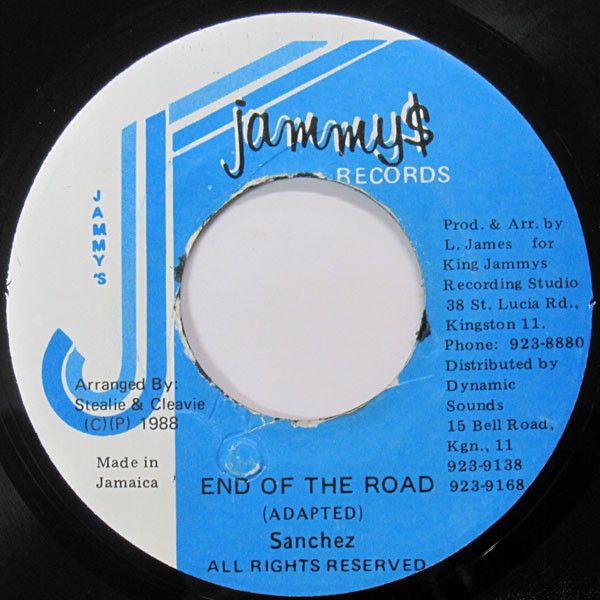 jammy$
RECORDS
JAMMY'S
Prod. & Arr. by
L. James for
King Jammys
Recording Studio
38 St. Lucia Rd.,
Kingston 11.
Phone: 923-8880
Distributed by
Dynamic
Sounds
15 Bell Road,
Kgn., 11
923-9138
923-9168
Arranged By:
Stealie & Cleavie
(C)(P) 1988
Made in
Jamaica
END OF THE ROAD
(ADAPTED)
Sanchez
ALL RIGHTS RESERVED